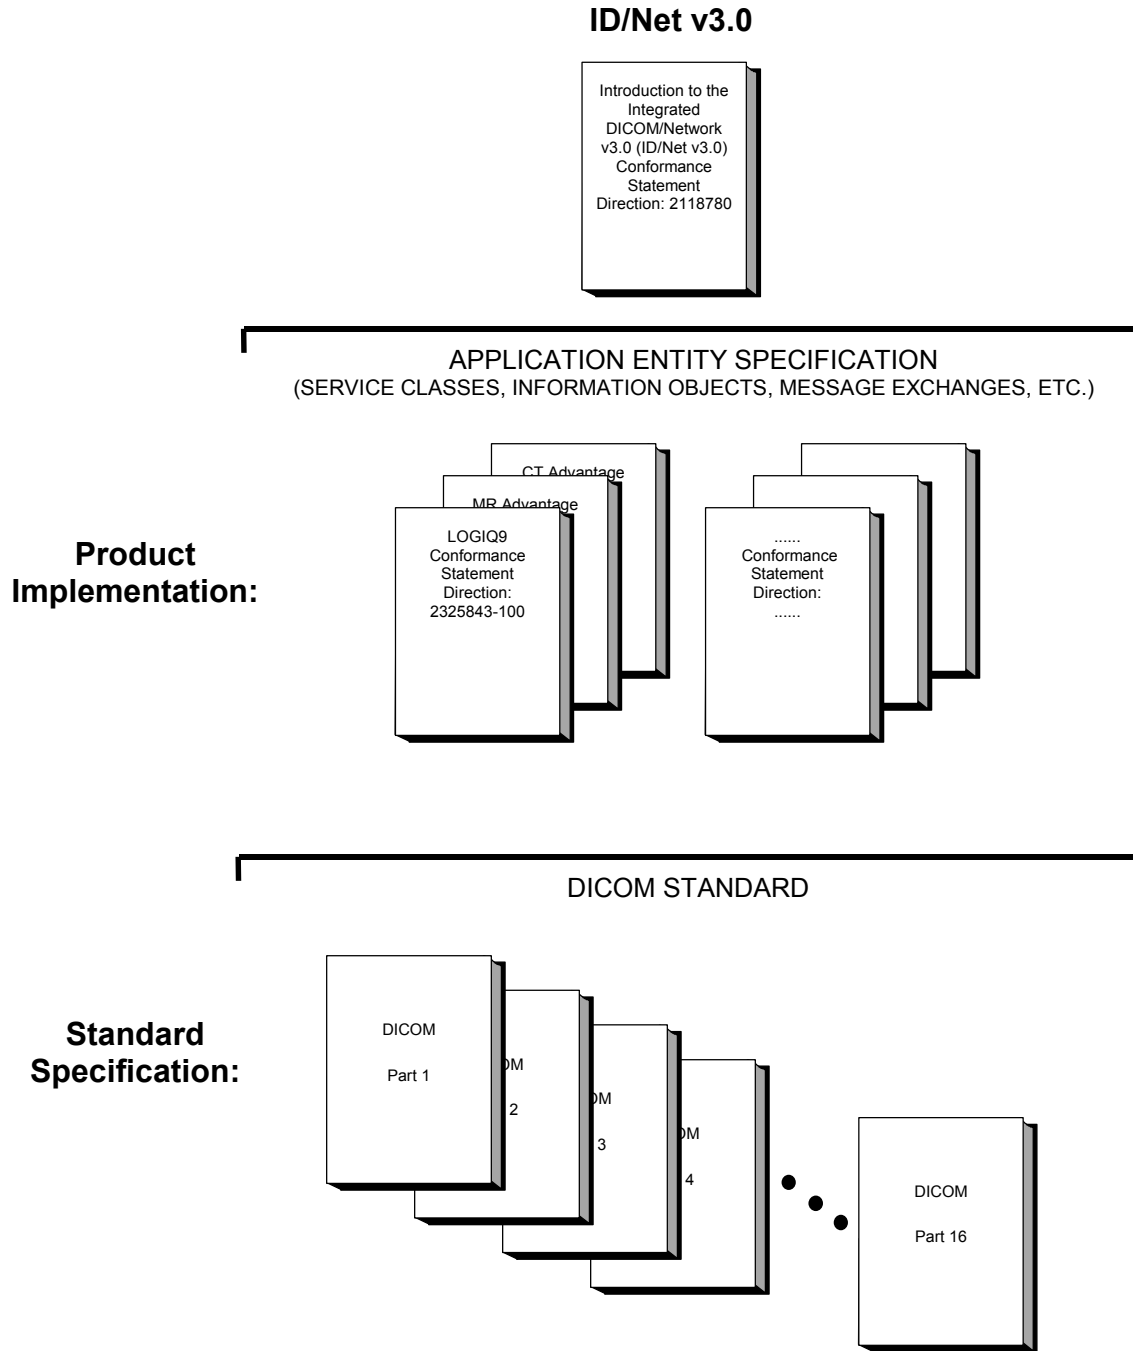 ID/Net v3.0
Introduction to the
Integrated
DICOM/Network
v3.0 (ID/Net v3.0)
Conformance
Statement
Direction: 2118780
APPLICATION ENTITY SPECIFICATION
(SERVICE CLASSES, INFORMATION OBJECTS, MESSAGE EXCHANGES, ETC.)
Product
Implementation:
CT Advantage
MR Advantage
LOGIQ9
Conformance
Statement
Direction:
2325843-100
......
Conformance
Statement
Direction:
......
DICOM STANDARD
Standard
Specification:
DICOM
Part 1
OM
2
OM
3
OM
4
DICOM
Part 16